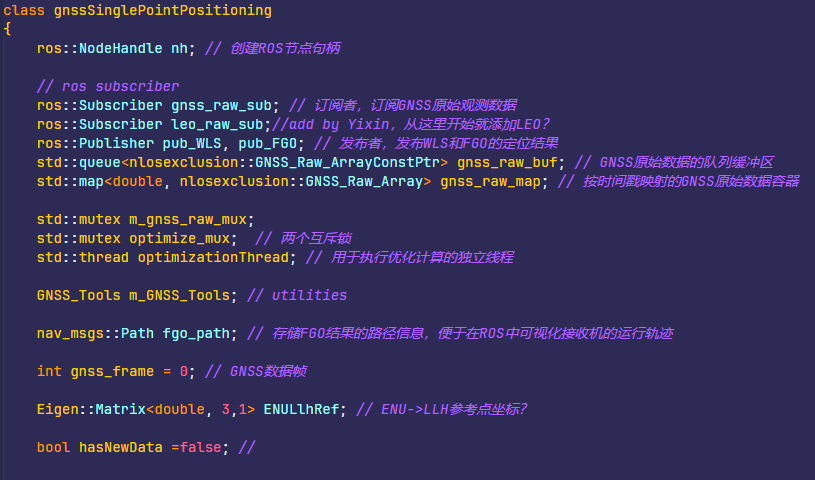 class gnssSinglePointPositioning
{
ros::NodeHandle nh; // 创建ROS节点句柄
// ros subscriber
ros::Subscriber gnss_raw_sub; // 订阅者，订阅GNSS原始观测数据
ros::Subscriber leo_raw_sub;//add by Yixin，从这里开始就添加LEO？
ros::Publisher pub_WLS, pub_FGO; // 发布者，发布WLS和FGO的定位结果
std::queue<nlosexclusion::GNSS_Raw_ArrayConstPtr> gnss_raw_buf; // GNSS原始数据的队列缓冲区
std::map<double, nlosexclusion::GNSS_Raw_Array> gnss_raw_map; // 按时间戳映射的GNSS原始数据容器
std::mutex m_gnss_raw_mux;
std::mutex optimize_mux;  // 两个互斥锁
std::thread optimizationThread; // 用于执行优化计算的独立线程
GNSS_Tools m_GNSS_Tools; // utilities
nav_msgs::Path fgo_path; // 存储FGO结果的路径信息，便于在ROS中可视化接收机的运行轨迹
int gnss_frame = 0; // GNSS数据帧
Eigen::Matrix<double, 3,1> ENULlhRef; // ENU->LLH参考点坐标？
bool hasNewData =false; //